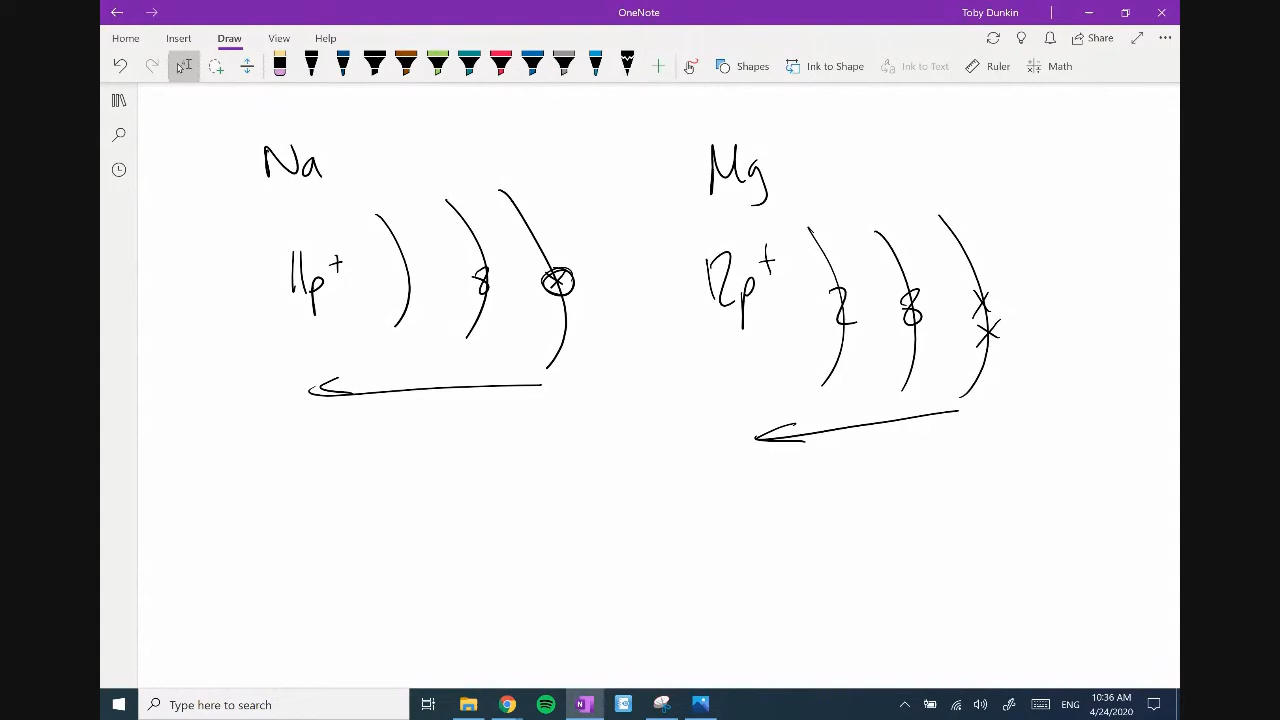 OneNote
Toby Dunkin
Home Insert Draw View Help
Share
Shapes Ink to Shape Ink to Text Ruler Math
Na
Mg
11p+ 8 x
12p+ 2 8 x x
Type here to search
ENG
10:36 AM
4/24/2020